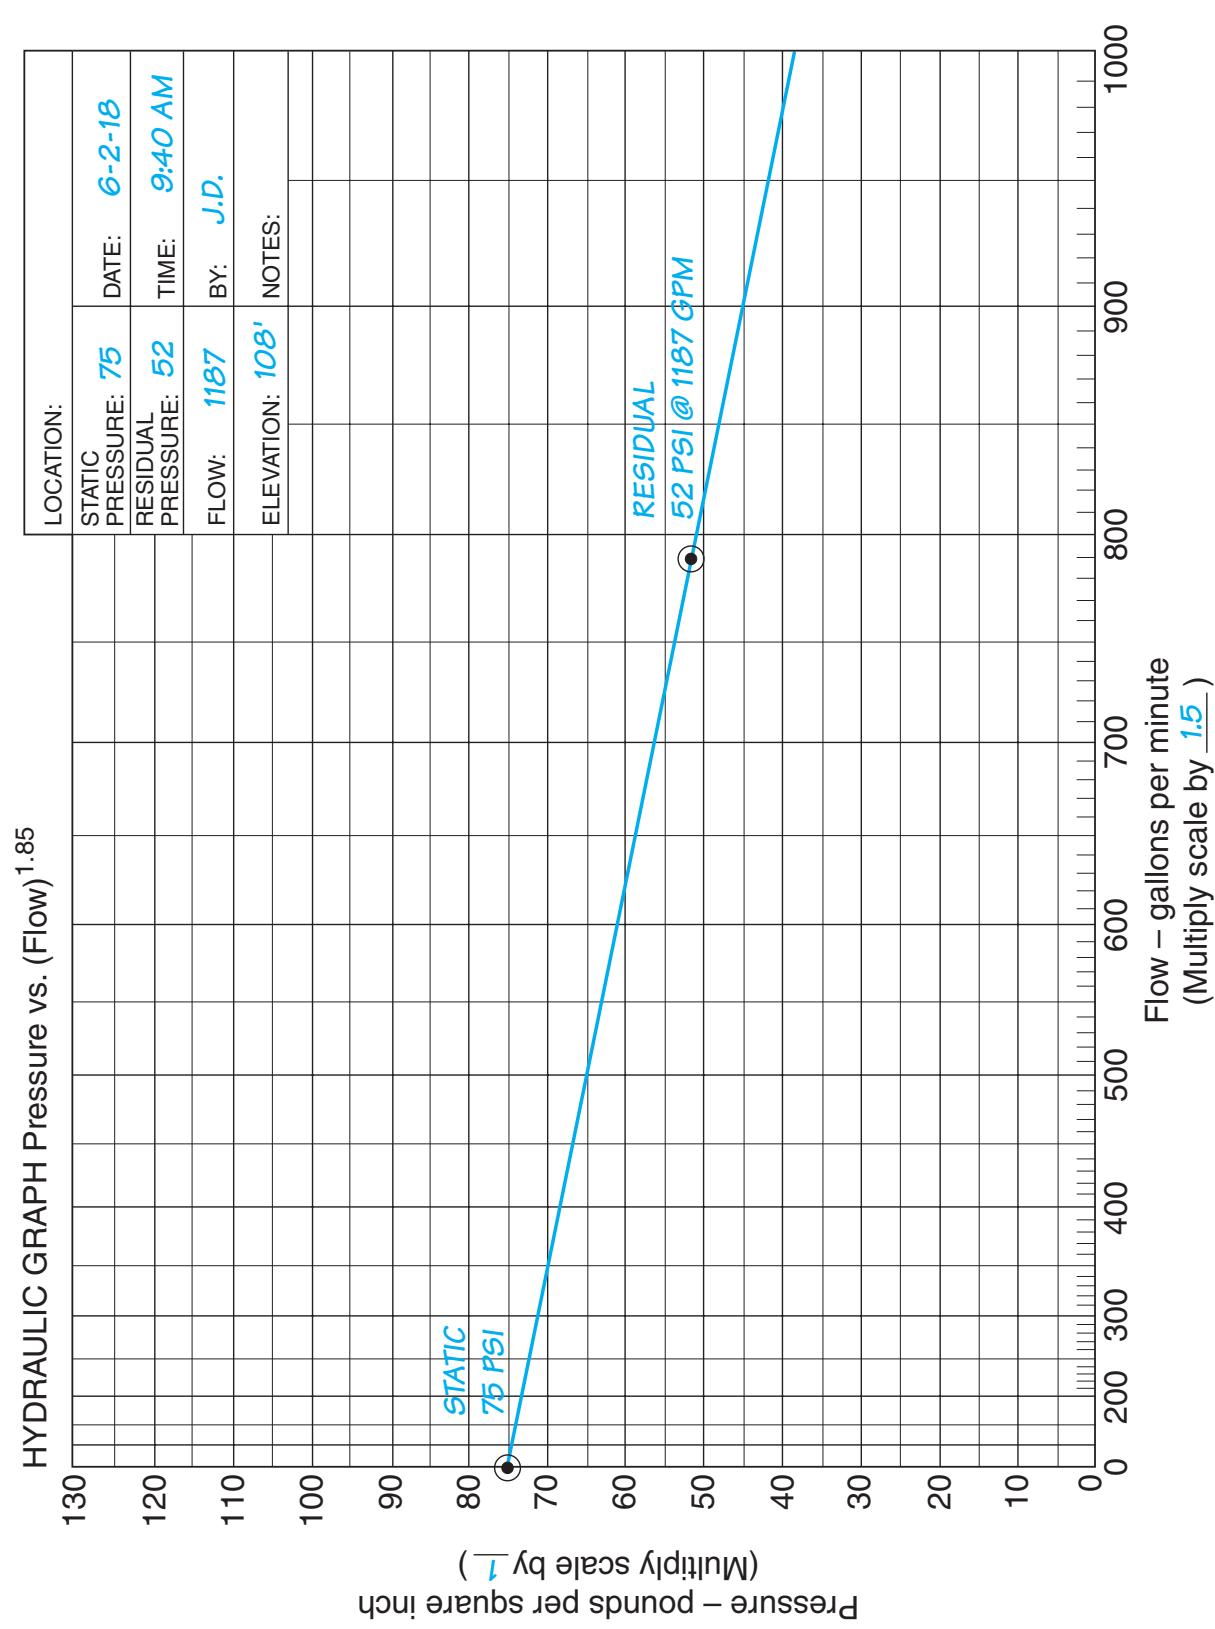 HYDRAULIC GRAPH Pressure vs. (Flow)1.85
LOCATION:
STATIC
PRESSURE: 75
DATE: 6-2-18
RESIDUAL
PRESSURE: 52
TIME: 9:40 AM
FLOW: 1187
BY: J.D.
ELEVATION: 108'
NOTES:
Pressure – pounds per square inch
(Multiply scale by 1 )
130
120
110
100
90
80
70
60
50
40
30
20
10
0
STATIC
75 PSI
RESIDUAL
52 PSI @ 1187 GPM
0 200 300 400 500 600 700 800 900 1000
Flow – gallons per minute
(Multiply scale by 1.5 )